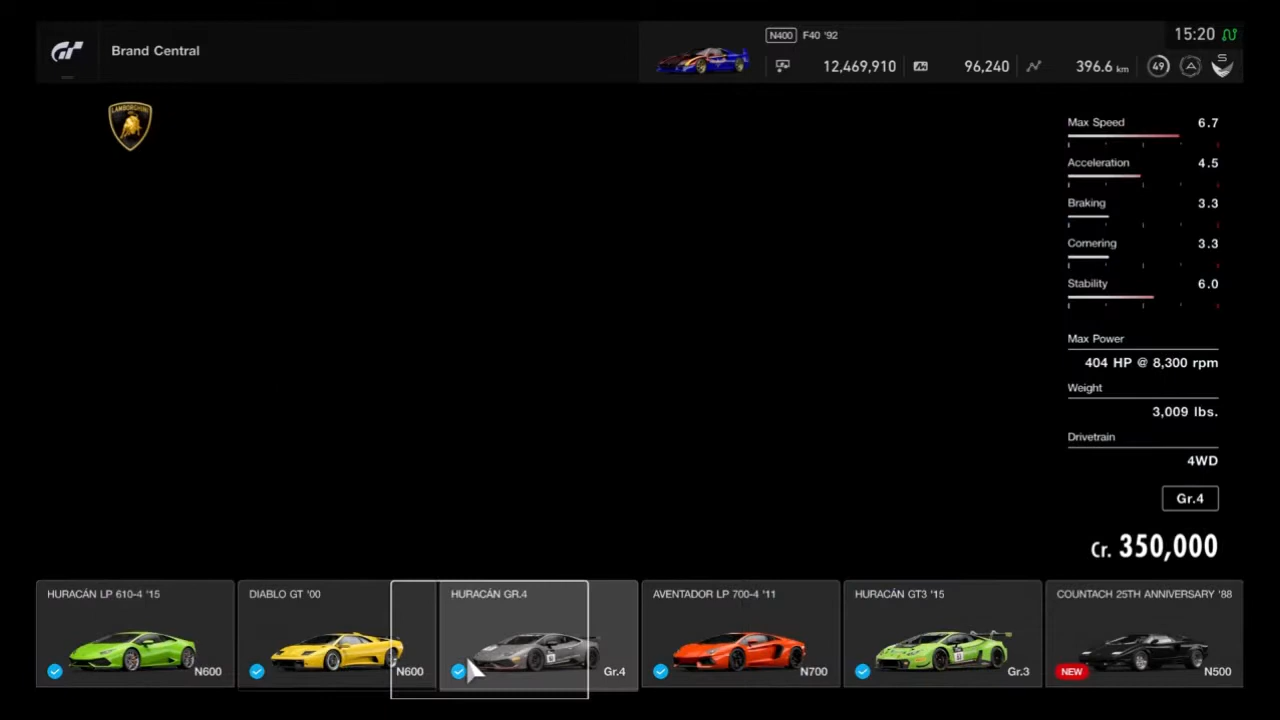 N400 F40 '92
15:20
Brand Central
12,469,910
96,240
396.6 km
49
S
LAMBORGHINI
Max Speed 6.7
Acceleration 4.5
Braking 3.3
Cornering 3.3
Stability 6.0
Max Power
404 HP @ 8,300 rpm
Weight
3,009 lbs.
Drivetrain
4WD
Gr.4
Cr. 350,000
HURACÁN LP 610-4 '15
N600
DIABLO GT '00
N600
HURACÁN GR.4
Gr.4
AVENTADOR LP 700-4 '11
N700
HURACÁN GT3 '15
Gr.3
COUNTACH 25TH ANNIVERSARY '88
NEW
N500